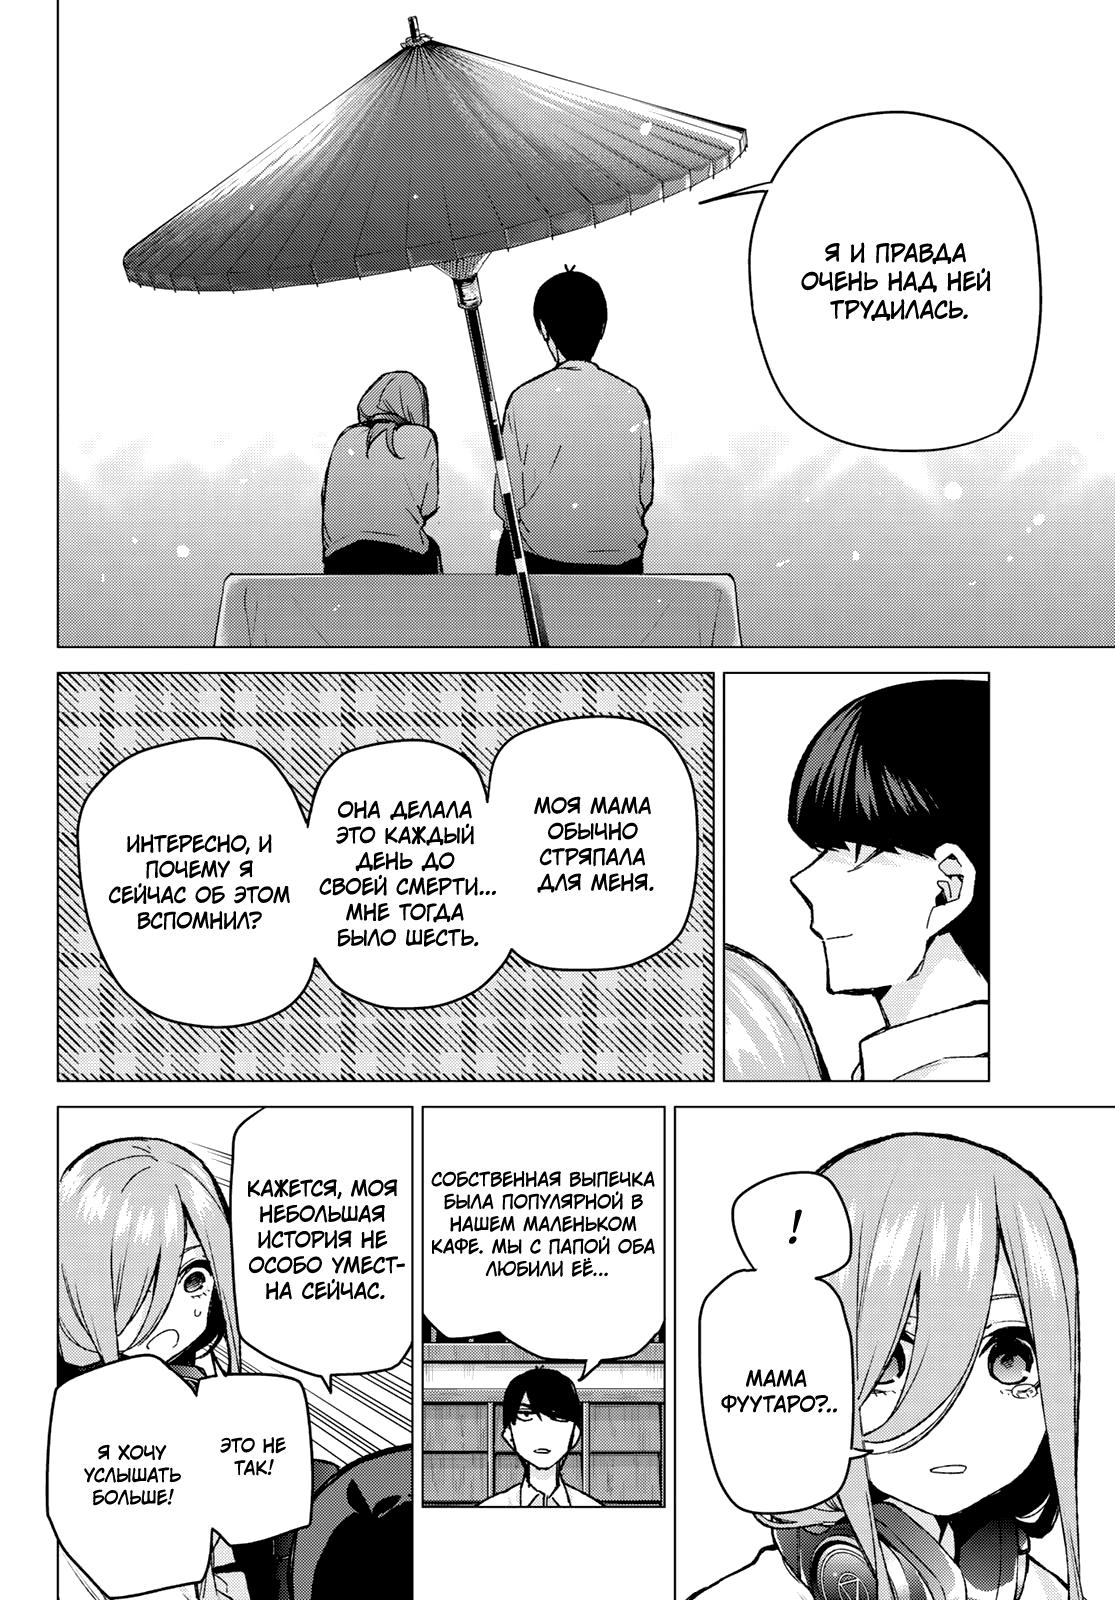 Я И ПРАВДА
ОЧЕНЬ НАД НЕЙ
ТРУДИЛАСЬ.
МОЯ МАМА
ОБЫЧНО
СТРЯПАЛА
ДЛЯ МЕНЯ.
ОНА ДЕЛАЛА
ЭТО КАЖДЫЙ
ДЕНЬ ДО
СВОЕЙ СМЕРТИ...
МНЕ ТОГДА
БЫЛО ШЕСТЬ.
ИНТЕРЕСНО, И
ПОЧЕМУ Я
СЕЙЧАС ОБ ЭТОМ
ВСПОМНИЛ?
!
МАМА
ФУУТАРО?..
СОБСТВЕННАЯ ВЫПЕЧКА
БЫЛА ПОПУЛЯРНОЙ В
НАШЕМ МАЛЕНЬКОМ
КАФЕ. МЫ С ПАПОЙ ОБА
ЛЮБИЛИ ЕЁ...
КАЖЕТСЯ, МОЯ
НЕБОЛЬШАЯ
ИСТОРИЯ НЕ
ОСОБО УМЕСТ-
НА СЕЙЧАС.
ЭТО НЕ
ТАК!
Я ХОЧУ
УСЛЫШАТЬ
БОЛЬШЕ!